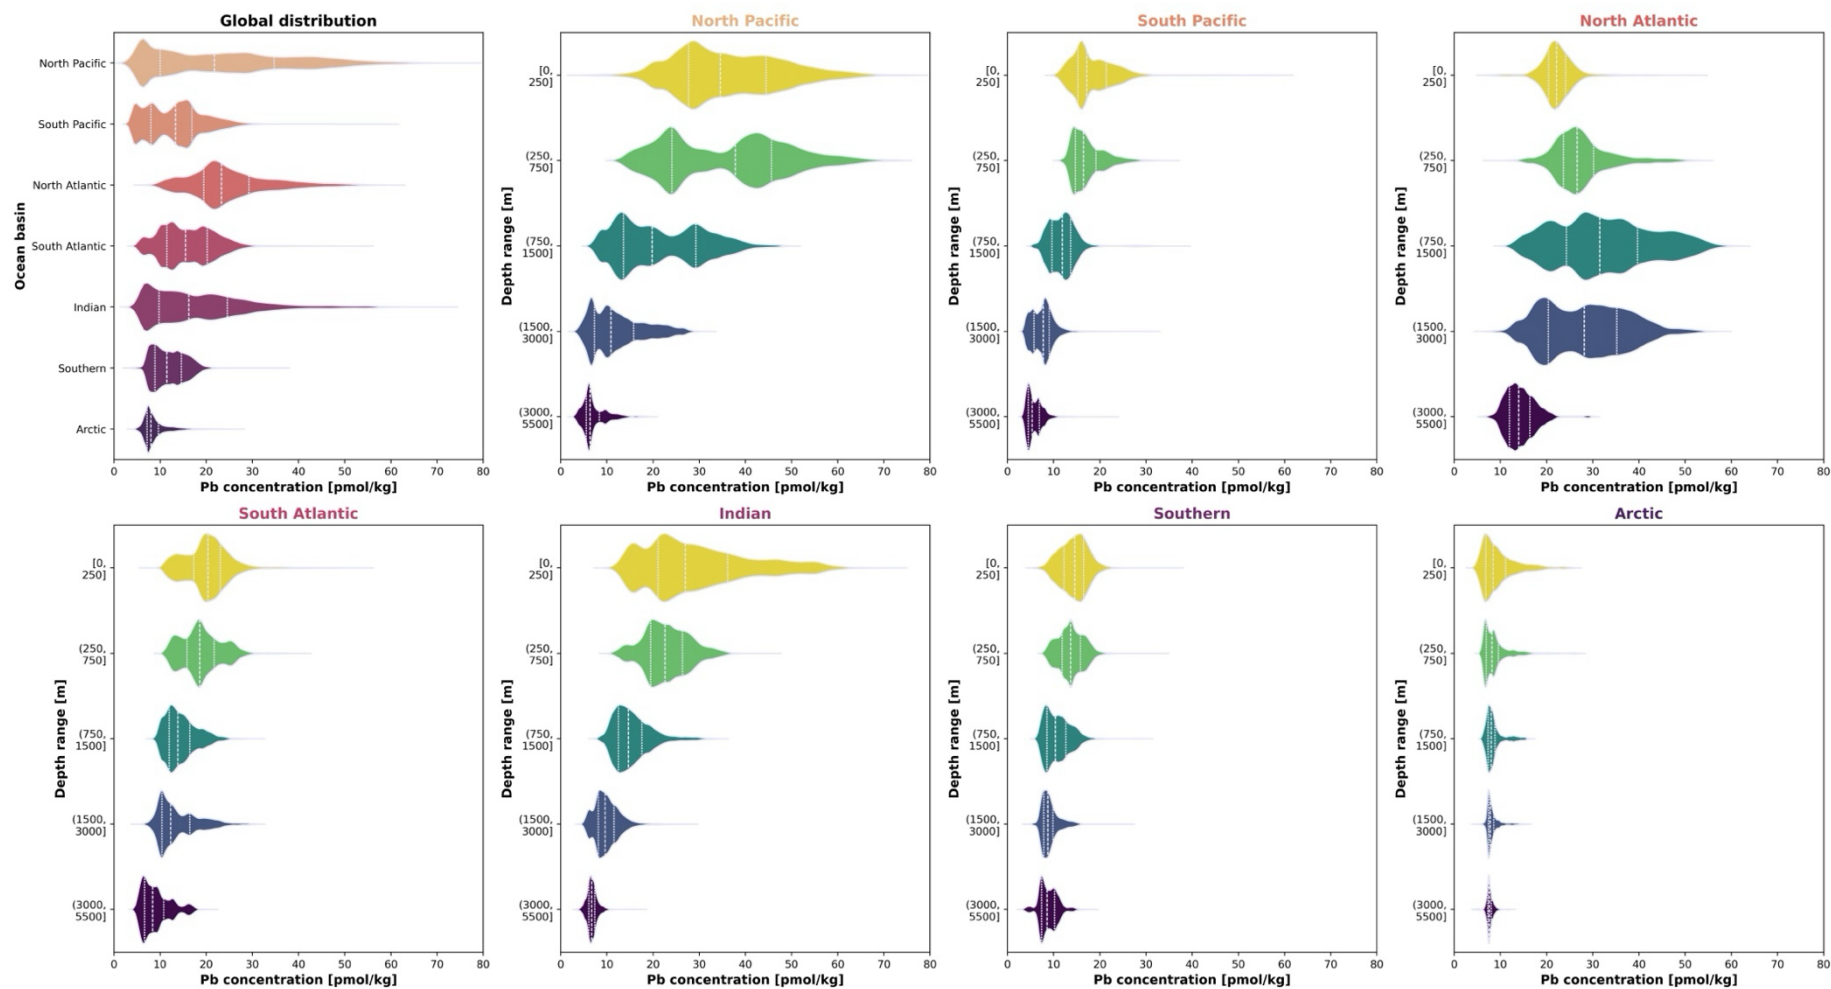 Global distribution
North Pacific
South Pacific
North Atlantic
South Atlantic
Indian
Southern
Arctic
Ocean basin
0 10 20 30 40 50 60 70 80
Pb concentration [pmol/kg]
North Pacific
[0,
250]
(250,
750]
(750,
1500]
(1500,
3000]
(3000,
5500]
Depth range [m]
0 10 20 30 40 50 60 70 80
Pb concentration [pmol/kg]
South Pacific
[0,
250]
(250,
750]
(750,
1500]
(1500,
3000]
(3000,
5500]
Depth range [m]
0 10 20 30 40 50 60 70 80
Pb concentration [pmol/kg]
North Atlantic
[0,
250]
(250,
750]
(750,
1500]
(1500,
3000]
(3000,
5500]
Depth range [m]
0 10 20 30 40 50 60 70 80
Pb concentration [pmol/kg]
South Atlantic
[0,
250]
(250,
750]
(750,
1500]
(1500,
3000]
(3000,
5500]
Depth range [m]
0 10 20 30 40 50 60 70 80
Pb concentration [pmol/kg]
Indian
[0,
250]
(250,
750]
(750,
1500]
(1500,
3000]
(3000,
5500]
Depth range [m]
0 10 20 30 40 50 60 70 80
Pb concentration [pmol/kg]
Southern
[0,
250]
(250,
750]
(750,
1500]
(1500,
3000]
(3000,
5500]
Depth range [m]
0 10 20 30 40 50 60 70 80
Pb concentration [pmol/kg]
Arctic
[0,
250]
(250,
750]
(750,
1500]
(1500,
3000]
(3000,
5500]
Depth range [m]
0 10 20 30 40 50 60 70 80
Pb concentration [pmol/kg]